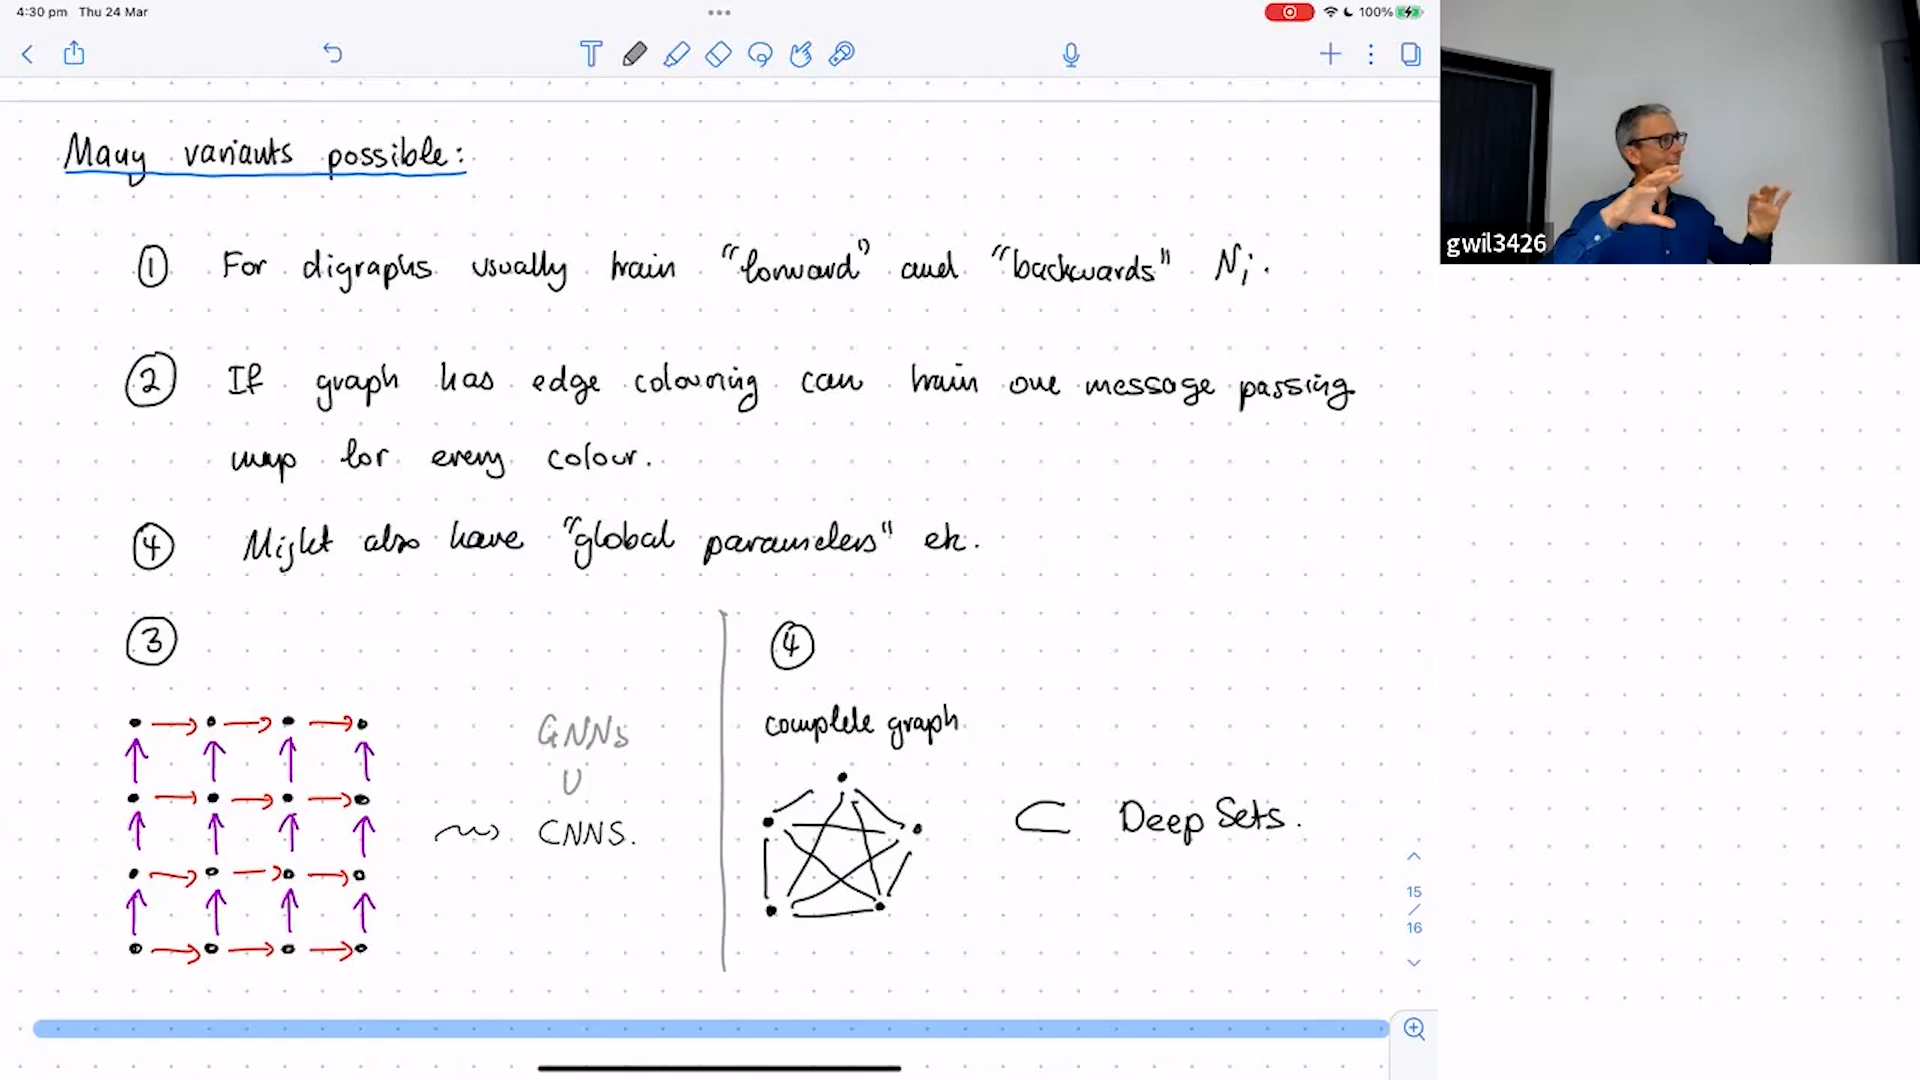 4:30 pm Thu 24 Mar
100%
gwil3426
Many variants possible:
① For digraphs usually train "forward" and "backwards" Ni.
② If graph has edge colouring can train one message passing
map for every colour.
④ Might also have "global parameters" etc.
③
GNNs
∪
⇝ CNNs.
④
complete graph
⊂ Deep Sets.
15
/
16